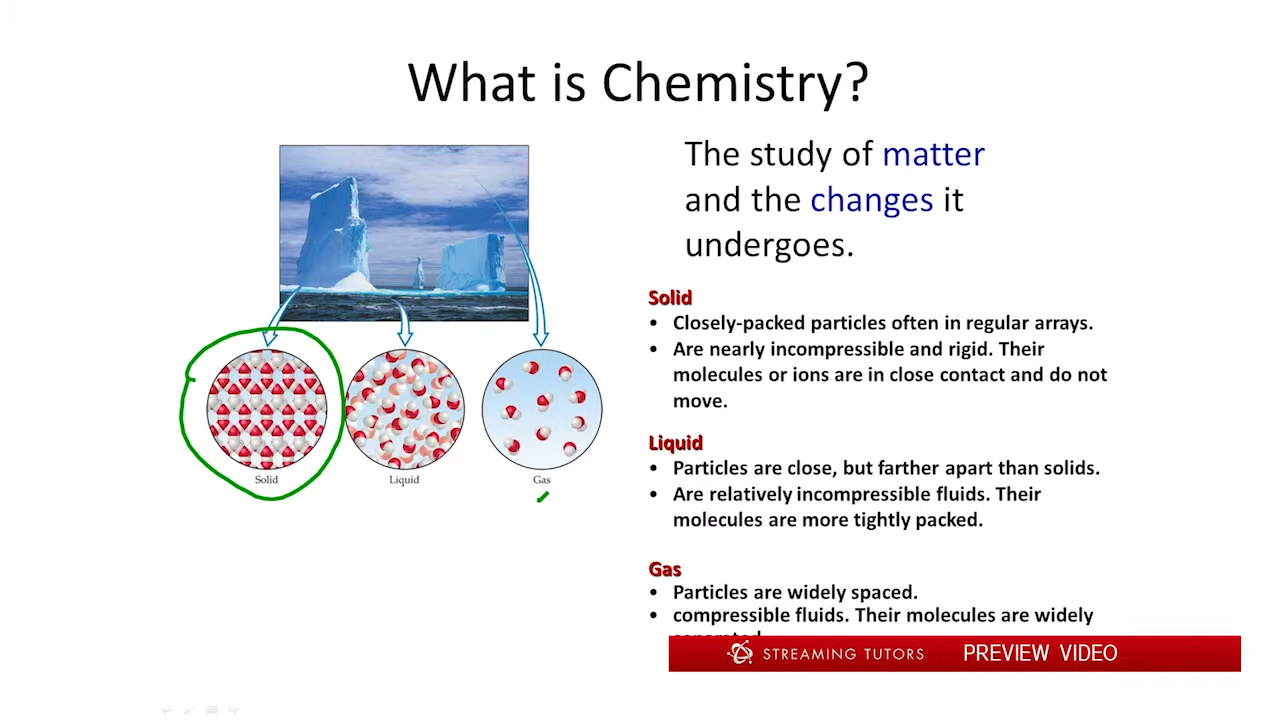 What is Chemistry?
The study of matter
and the changes it
undergoes.
Solid
• Closely-packed particles often in regular arrays.
• Are nearly incompressible and rigid. Their
molecules or ions are in close contact and do not
move.
Liquid
• Particles are close, but farther apart than solids.
• Are relatively incompressible fluids. Their
molecules are more tightly packed.
Gas
• Particles are widely spaced.
• compressible fluids. Their molecules are widely
Solid
Liquid
Gas
STREAMING TUTORS PREVIEW VIDEO